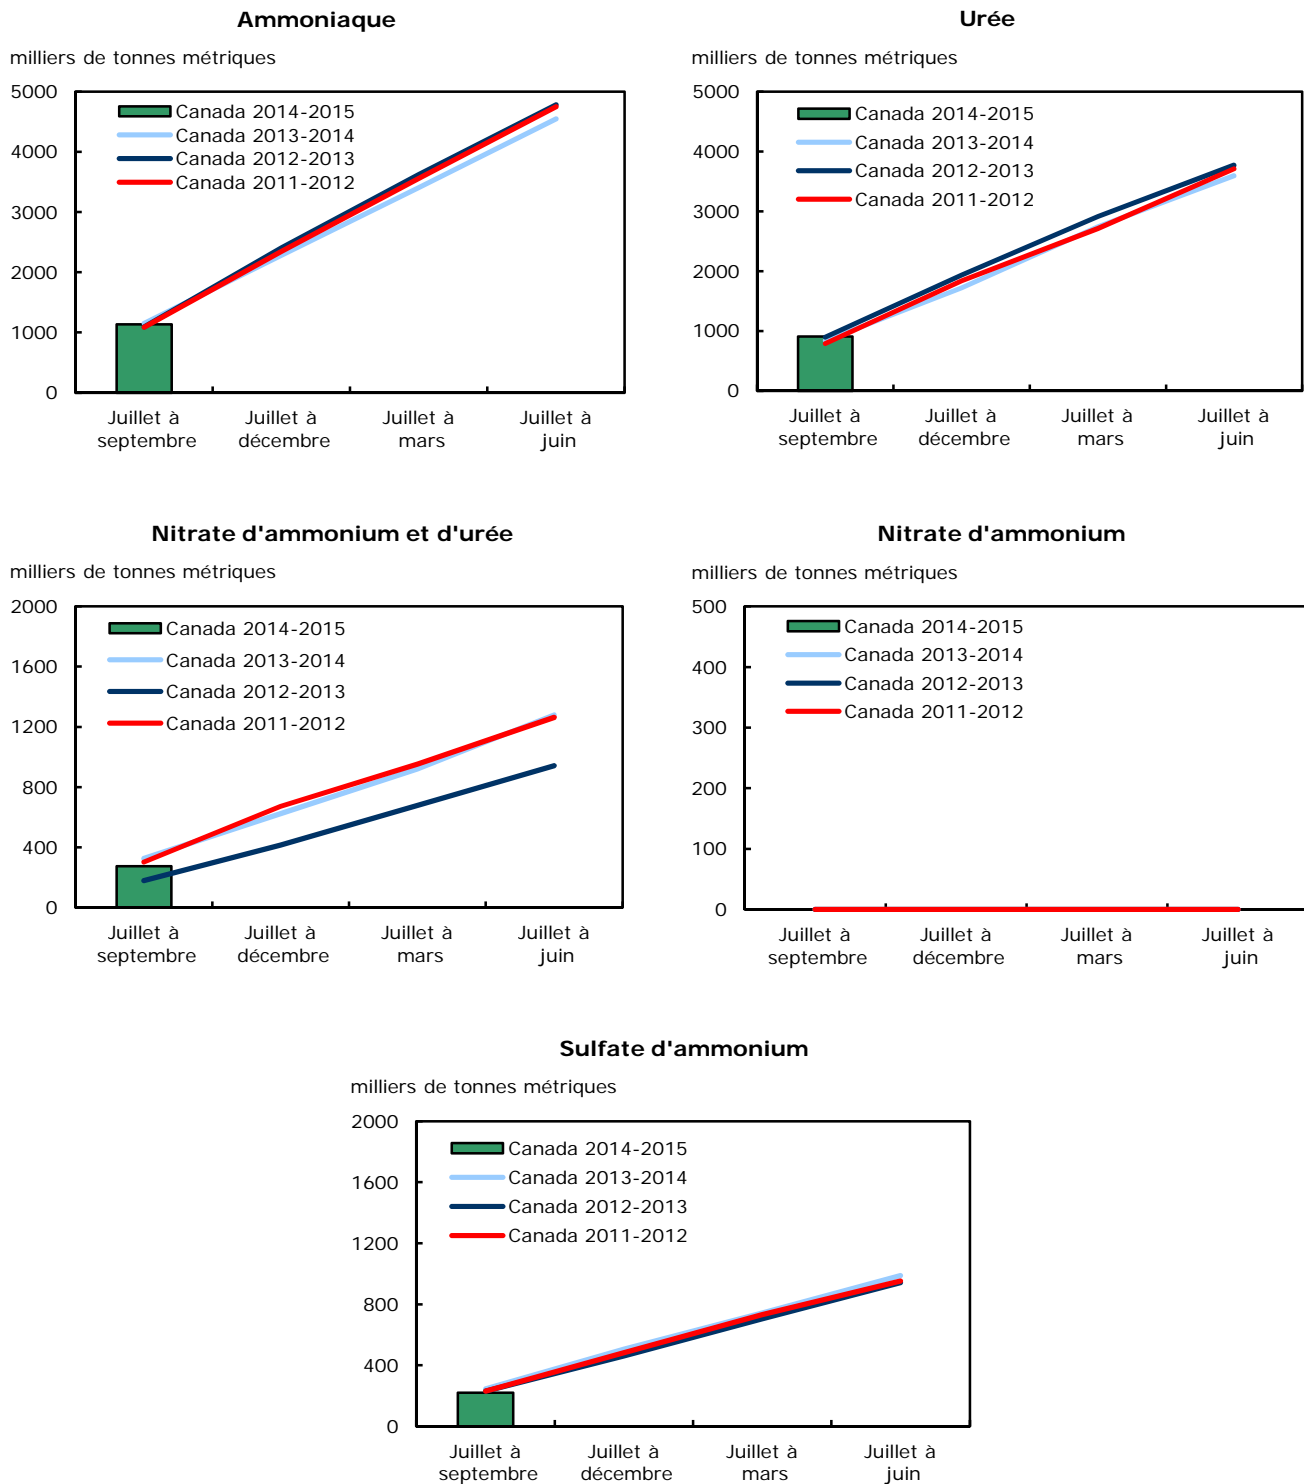 Ammoniaque
milliers de tonnes métriques
5000
4000
3000
2000
1000
0
Canada 2014-2015
Canada 2013-2014
Canada 2012-2013
Canada 2011-2012
Juillet à septembre
Juillet à décembre
Juillet à mars
Juillet à juin
Urée
milliers de tonnes métriques
5000
4000
3000
2000
1000
0
Canada 2014-2015
Canada 2013-2014
Canada 2012-2013
Canada 2011-2012
Juillet à septembre
Juillet à décembre
Juillet à mars
Juillet à juin
Nitrate d'ammonium et d'urée
milliers de tonnes métriques
2000
1600
1200
800
400
0
Canada 2014-2015
Canada 2013-2014
Canada 2012-2013
Canada 2011-2012
Juillet à septembre
Juillet à décembre
Juillet à mars
Juillet à juin
Nitrate d'ammonium
milliers de tonnes métriques
500
400
300
200
100
0
Canada 2014-2015
Canada 2013-2014
Canada 2012-2013
Canada 2011-2012
Juillet à septembre
Juillet à décembre
Juillet à mars
Juillet à juin
Sulfate d'ammonium
milliers de tonnes métriques
2000
1600
1200
800
400
0
Canada 2014-2015
Canada 2013-2014
Canada 2012-2013
Canada 2011-2012
Juillet à septembre
Juillet à décembre
Juillet à mars
Juillet à juin